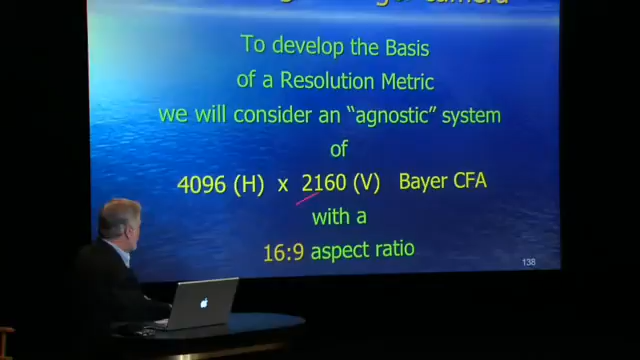 camera
To develop the Basis
of a Resolution Metric
we will consider an “agnostic” system
of
4096 (H) x 2160 (V) Bayer CFA
with a
16:9 aspect ratio
138